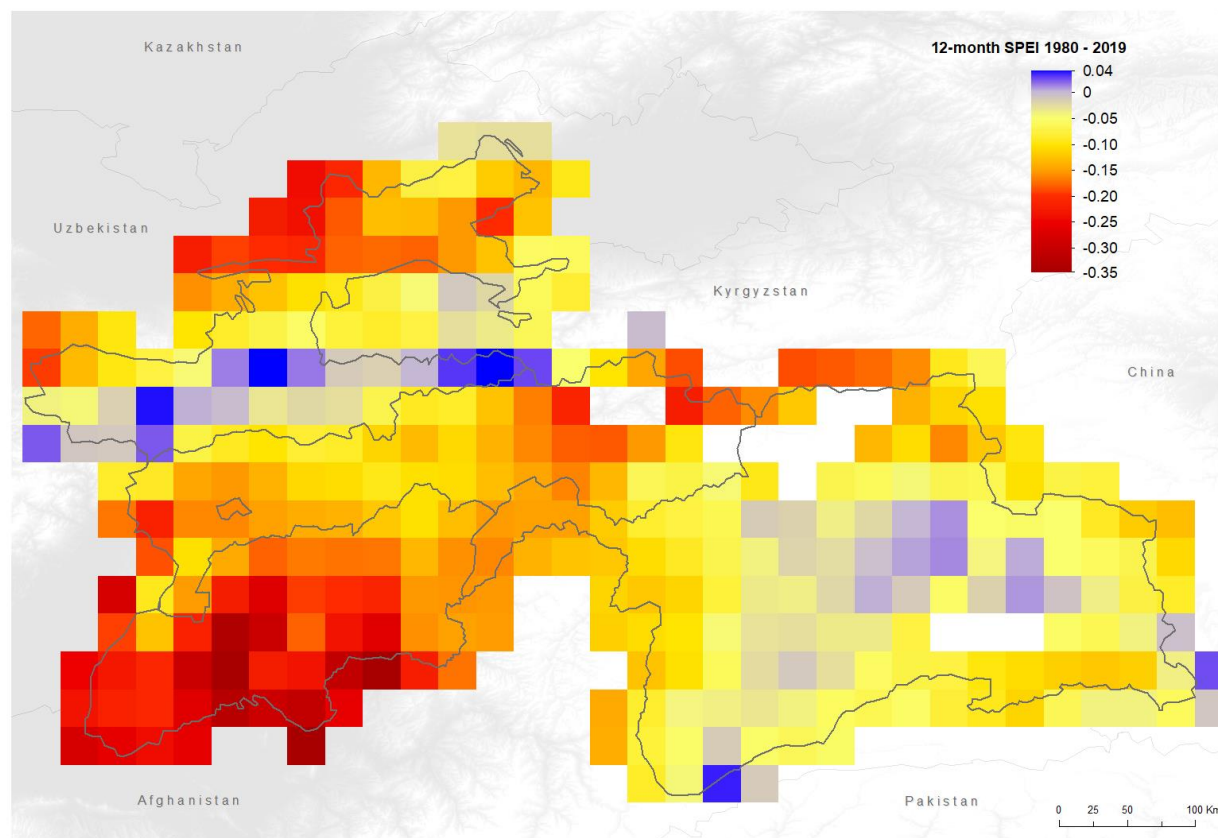 Kazakhstan
12-month SPEI 1980 - 2019
0.04
0
-0.05
-0.10
-0.15
-0.20
-0.25
-0.30
-0.35
Uzbekistan
Kyrgyzstan
China
Afghanistan
Pakistan
0 25 50 100 Km